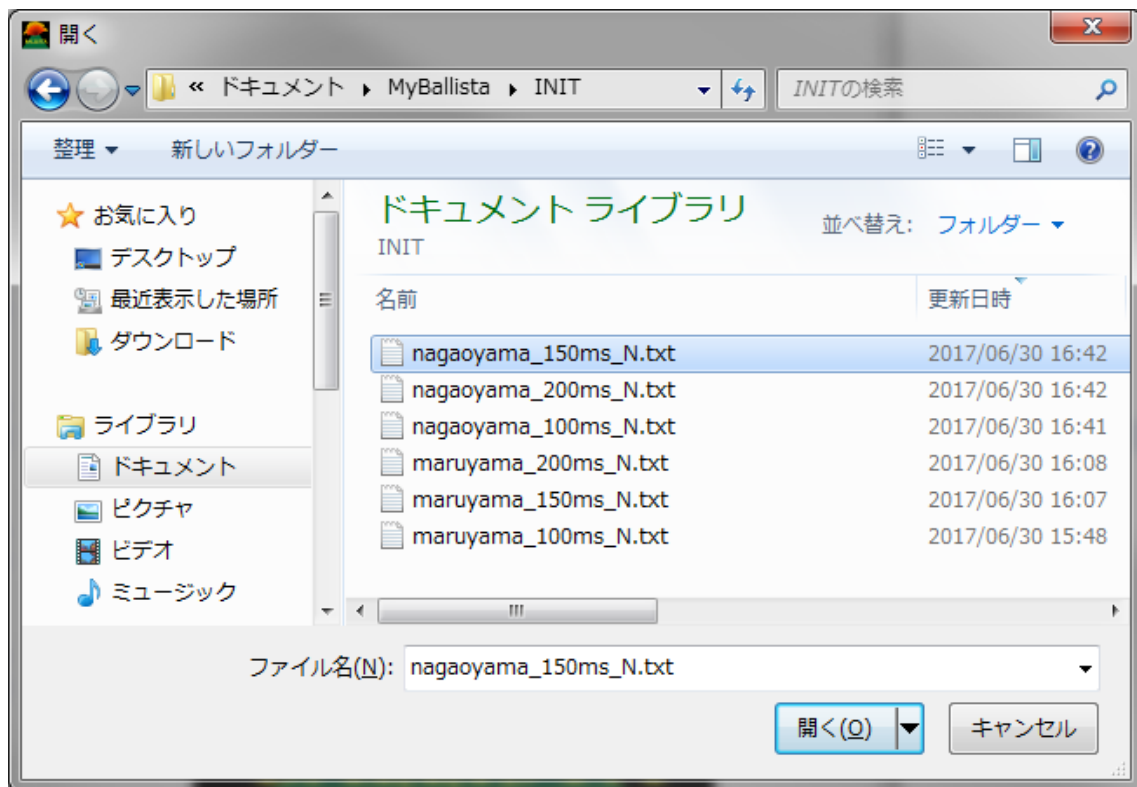 開く
« ドキュメント ▸ MyBallista ▸ INIT
INITの検索
整理 新しいフォルダー
お気に入り
デスクトップ
最近表示した場所
ダウンロード
ライブラリ
ドキュメント
ピクチャ
ビデオ
ミュージック
ドキュメント ライブラリ
INIT
並べ替え: フォルダー
名前 更新日時
nagaoyama_150ms_N.txt 2017/06/30 16:42
nagaoyama_200ms_N.txt 2017/06/30 16:42
nagaoyama_100ms_N.txt 2017/06/30 16:41
maruyama_200ms_N.txt 2017/06/30 16:08
maruyama_150ms_N.txt 2017/06/30 16:07
maruyama_100ms_N.txt 2017/06/30 15:48
ファイル名(N): nagaoyama_150ms_N.txt
開く(O) キャンセル